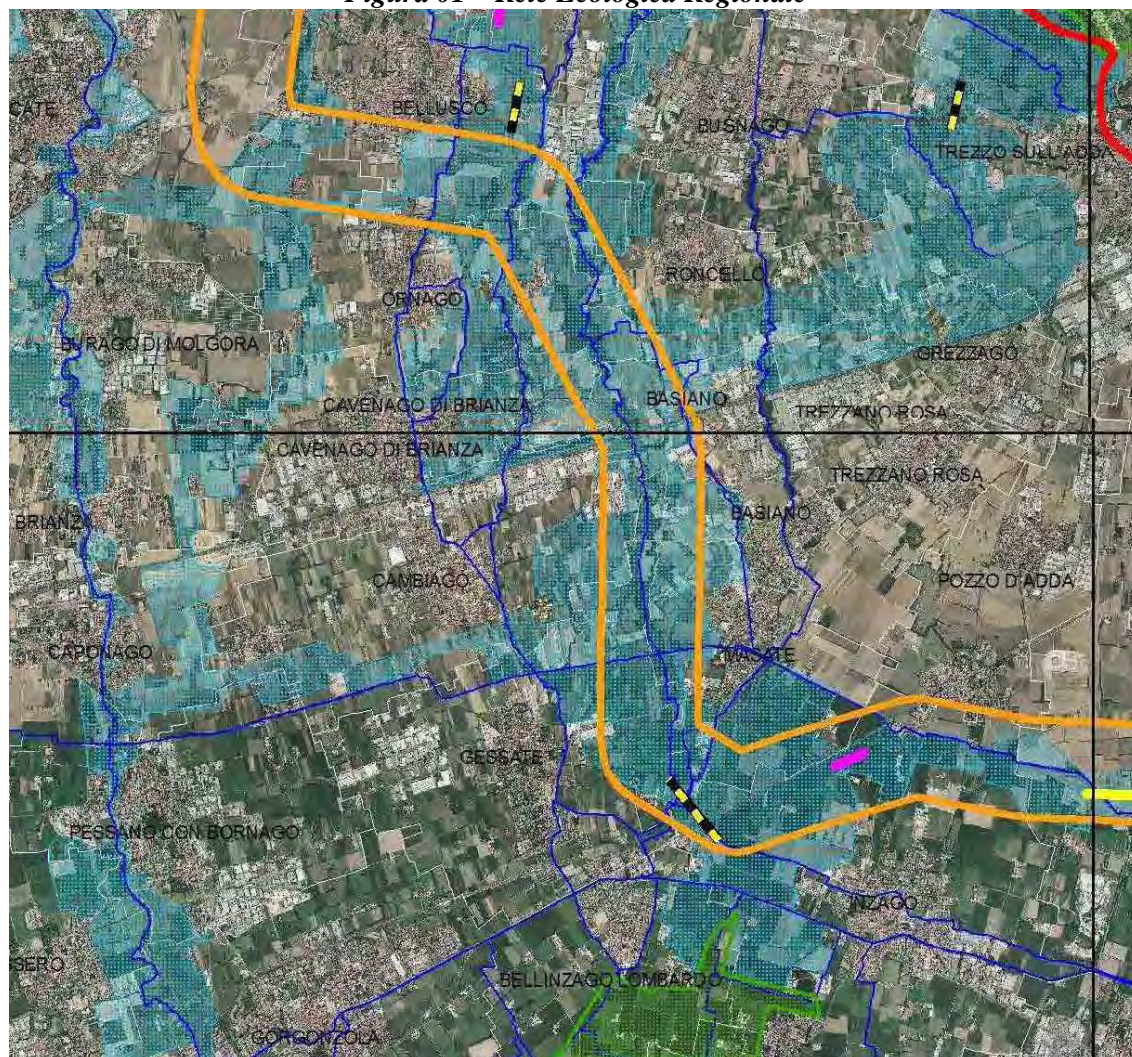 Figura 01 – Rete Ecologica Regionale
CATE
BELLUSCO
BUSNAGO
TREZZO SULL'ADDA
RONCELLO
ORNAGO
BURAGO DI MOLGORA
GREZZAGO
BASIANO
CAVENAGO DI BRIANZA
TREZZANO ROSA
CAVENAGO DI BRIANZA
TREZZANO ROSA
BASIANO
BRIANZA
CAMBIAGO
POZZO D'ADDA
CAPONAGO
MASATE
GESSATE
PESSANO CON BORNAGO
INZAGO
SERO
BELLINZAGO LOMBARDO
GORGONZOLA